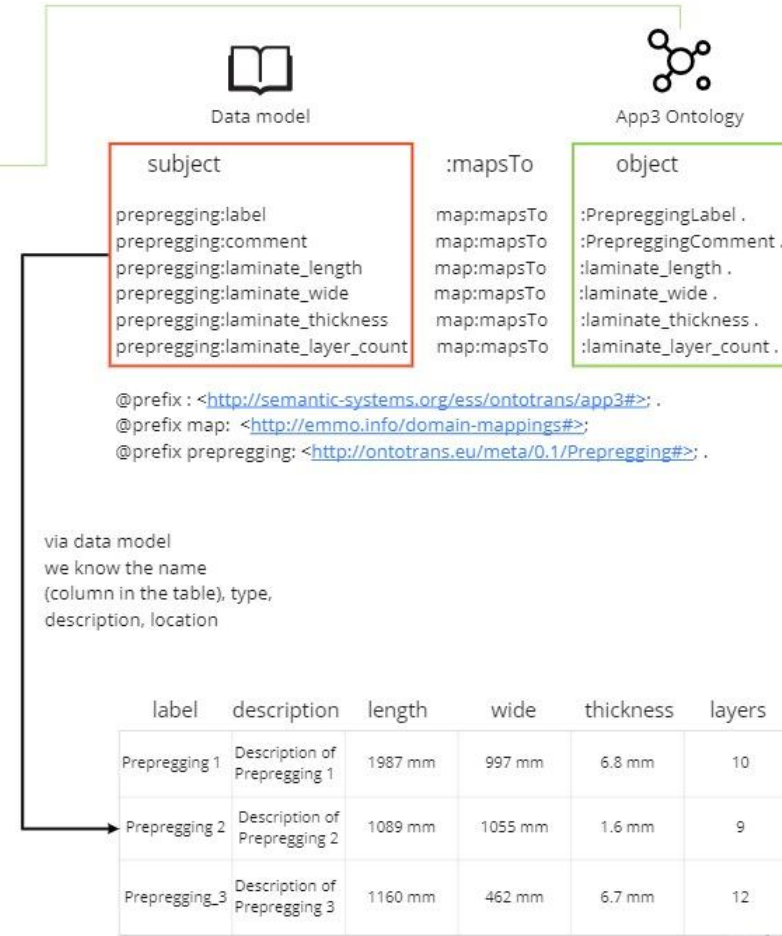 Data model
App3 Ontology
subject :mapsTo object
prepregging:label map:mapsTo :PrepreggingLabel .
prepregging:comment map:mapsTo :PrepreggingComment .
prepregging:laminate_length map:mapsTo :laminate_length .
prepregging:laminate_wide map:mapsTo :laminate_wide .
prepregging:laminate_thickness map:mapsTo :laminate_thickness .
prepregging:laminate_layer_count map:mapsTo :laminate_layer_count .
@prefix : <http://semantic-systems.org/ess/ontotrans/app3#>; .
@prefix map: <http://emmo.info/domain-mappings#>;
@prefix prepregging: <http://ontotrans.eu/meta/0.1/Prepregging#>; .
via data model
we know the name
(column in the table), type,
description, location
label description length wide thickness layers
Prepregging 1 Description of Prepregging 1 1987 mm 997 mm 6.8 mm 10
Prepregging 2 Description of Prepregging 2 1089 mm 1055 mm 1.6 mm 9
Prepregging_3 Description of Prepregging 3 1160 mm 462 mm 6.7 mm 12